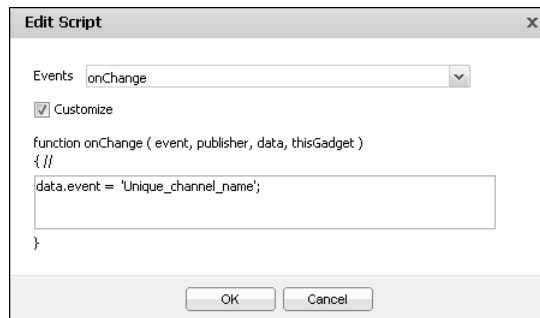 Edit Script
x
Events onChange
Customize
function onChange ( event, publisher, data, thisGadget )
{ //
data.event = 'Unique_channel_name';
}
OK Cancel